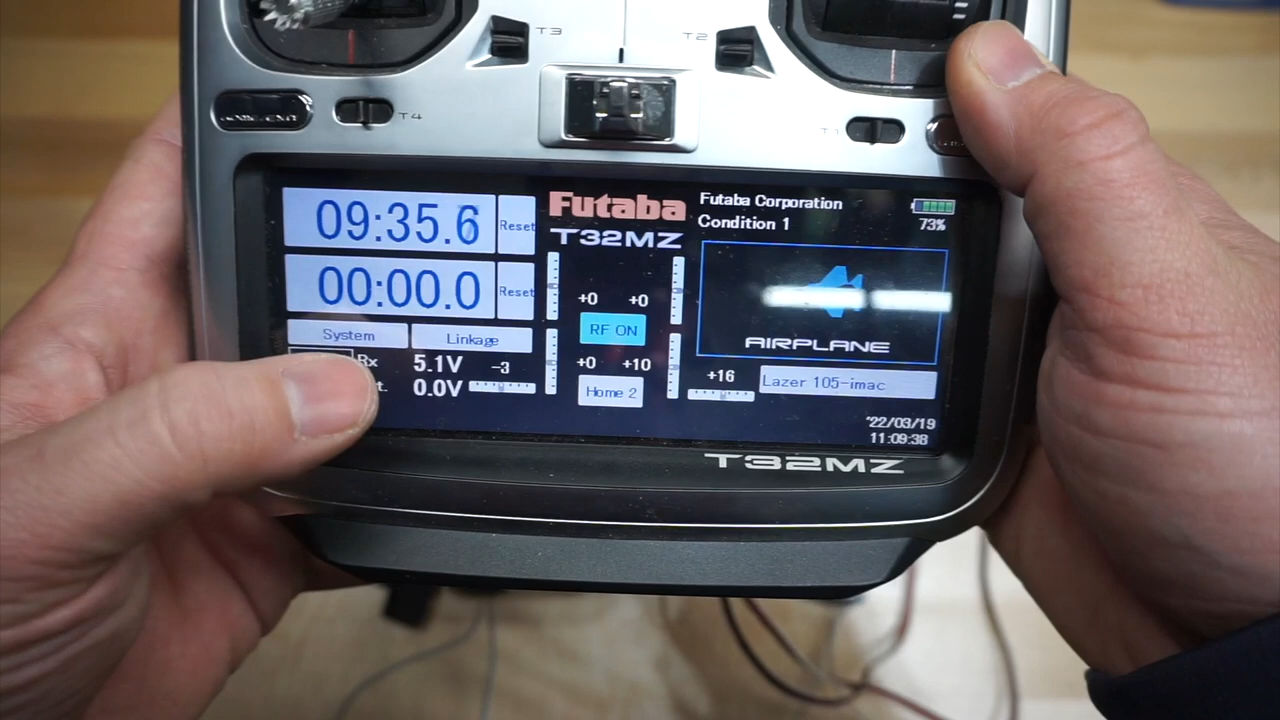 T3
T2
T4
T1
09:35.6
Reset
Futaba
T32MZ
Futaba Corporation
Condition 1
73%
00:00.0
Reset
+0 +0
RF ON
AIRPLANE
System
Linkage
Rx 5.1V
-3
0.0V
+0 +10
Home 2
+16
Lazer 105-imac
'22/03/19
11:09:38
T32MZ